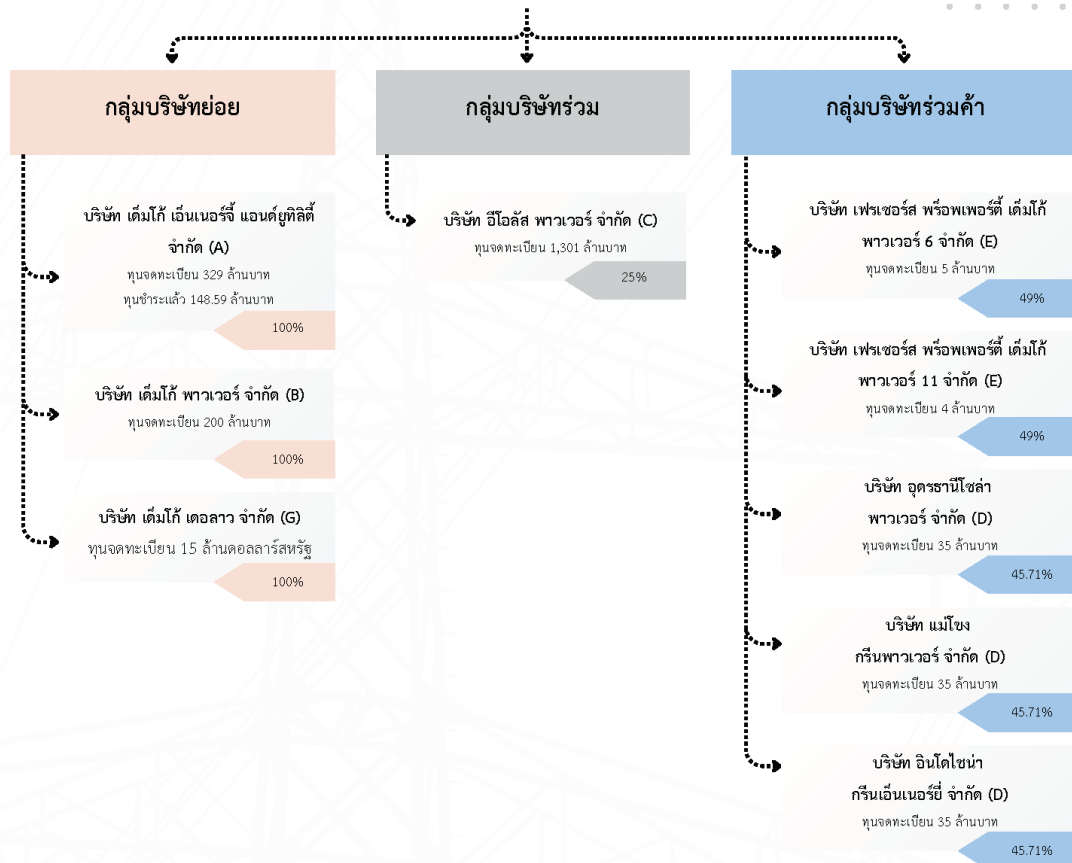 กลุ่มบริษัทย่อย
บริษัท เด็มโก้ เอ็นเนอร์จี้ แอนด์ยูทิลิตี้
จำกัด (A)
ทุนจดทะเบียน 329 ล้านบาท
ทุนชำระแล้ว 148.59 ล้านบาท
100%
บริษัท เด็มโก้ พาวเวอร์ จำกัด (B)
ทุนจดทะเบียน 200 ล้านบาท
100%
บริษัท เด็มโก้ เดอลาว จำกัด (G)
ทุนจดทะเบียน 15 ล้านดอลลาร์สหรัฐ
100%
กลุ่มบริษัทร่วม
บริษัท อีโอลัส พาวเวอร์ จำกัด (C)
ทุนจดทะเบียน 1,301 ล้านบาท
25%
กลุ่มบริษัทร่วมค้า
บริษัท เฟรเซอร์ส พร็อพเพอร์ตี้ เด็มโก้
พาวเวอร์ 6 จำกัด (E)
ทุนจดทะเบียน 5 ล้านบาท
49%
บริษัท เฟรเซอร์ส พร็อพเพอร์ตี้ เด็มโก้
พาวเวอร์ 11 จำกัด (E)
ทุนจดทะเบียน 4 ล้านบาท
49%
บริษัท อุดรธานีโซล่า
พาวเวอร์ จำกัด (D)
ทุนจดทะเบียน 35 ล้านบาท
45.71%
บริษัท แม่โขง
กรีนพาวเวอร์ จำกัด (D)
ทุนจดทะเบียน 35 ล้านบาท
45.71%
บริษัท อินโดไชน่า
กรีนเอ็นเนอร์ยี่ จำกัด (D)
ทุนจดทะเบียน 35 ล้านบาท
45.71%